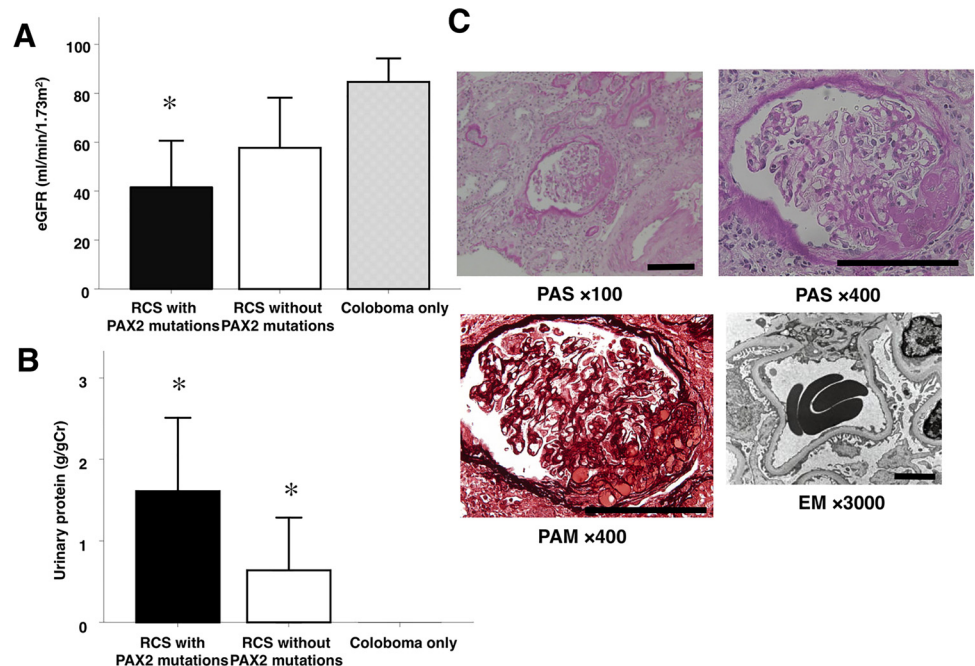 A
eGFR (ml/min/1.73m²)
100
80
60
40
20
0
*
RCS with
PAX2 mutations
RCS without
PAX2 mutations
Coloboma only
B
Urinary protein (g/gCr)
3
2
1
0
*
*
RCS with
PAX2 mutations
RCS without
PAX2 mutations
Coloboma only
C
PAS ×100
PAS ×400
PAM ×400
EM ×3000